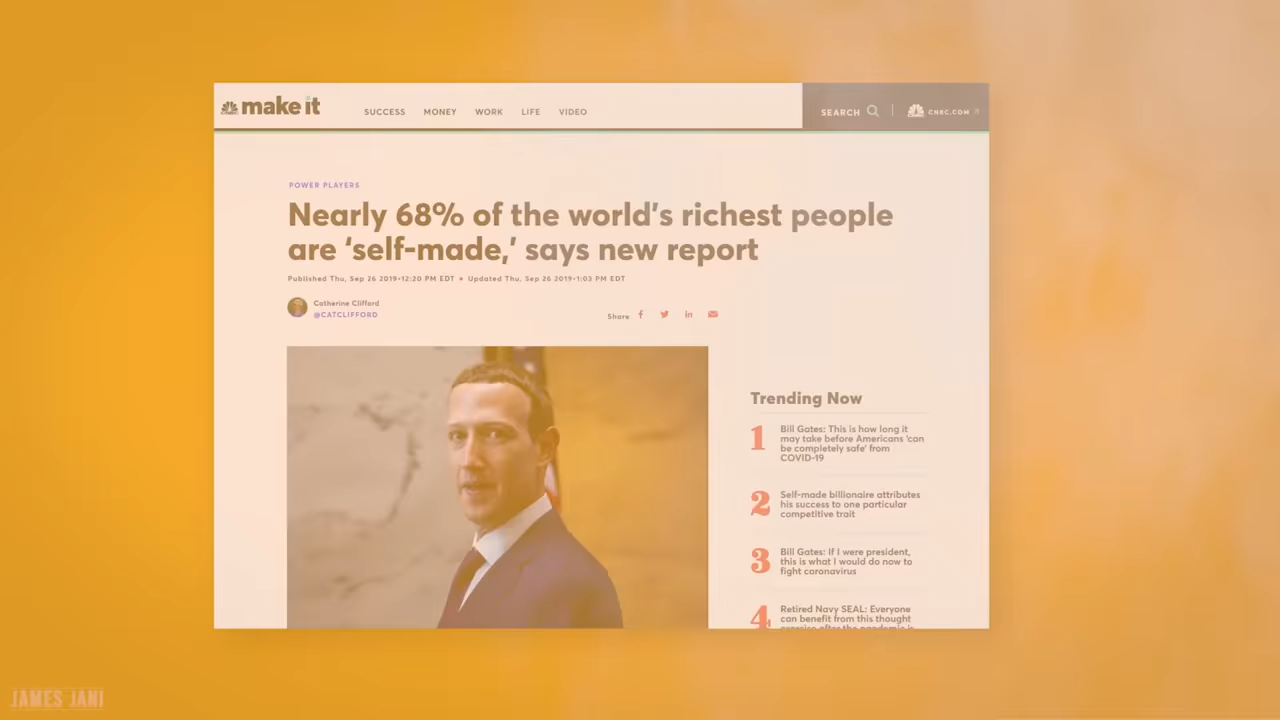 make it
SUCCESS MONEY WORK LIFE VIDEO
SEARCH
CNBC.COM
POWER PLAYERS
Nearly 68% of the world's richest people
are 'self-made,' says new report
Published Thu, Sep 26 2019•12:20 PM EDT • Updated Thu, Sep 26 2019•1:03 PM EDT
Catherine Clifford
@CATCLIFFORD
Share
Trending Now
1
Bill Gates: This is how long it
may take before Americans 'can
be completely safe' from
COVID-19
2
Self-made billionaire attributes
his success to one particular
competitive trait
3
Bill Gates: If I were president,
this is what I would do now to
fight coronavirus
4
Retired Navy SEAL: Everyone
can benefit from this thought
exercise after the pandemic is
JAMES JANI